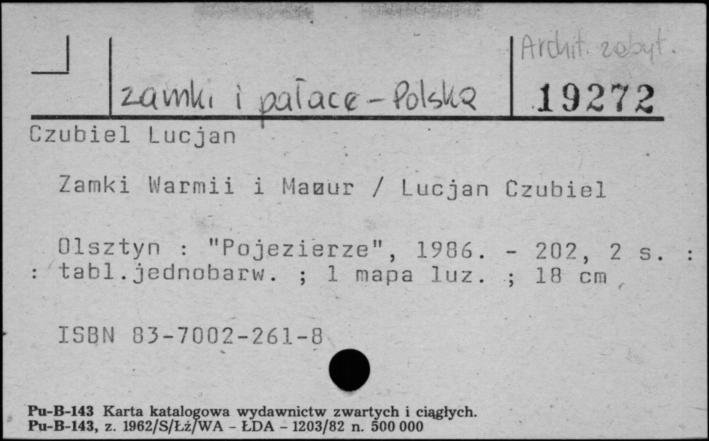 Archit. zabyt.
zamki i pałace - Polska
19272
Czubiel Lucjan
Zamki Warmii i Mazur / Lucjan Czubiel
Olsztyn : "Pojezierze", 1986. - 202, 2 s. :
: tabl.jednobarw. ; 1 mapa luz. ; 18 cm
ISBN 83-7002-261-8
Pu-B-143 Karta katalogowa wydawnictw zwartych i ciągłych.
Pu-B-143, z. 1962/S/Łż/WA - ŁDA - 1203/82 n. 500 000